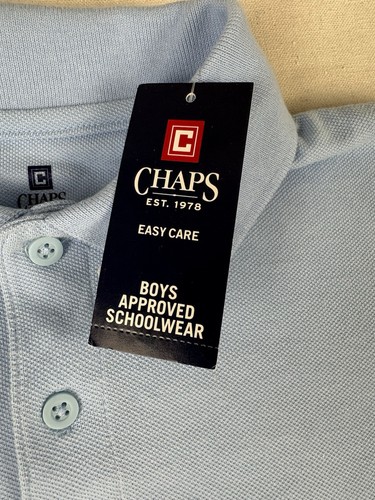 C
CHAPS
EST. 1978
EASY CARE
BOYS
APPROVED
SCHOOLWEAR
C
CHAPS